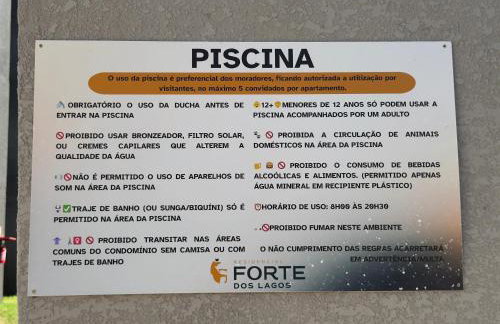 PISCINA
O uso da piscina é preferencial dos moradores, ficando autorizada a utilização por
visitantes, no máximo 5 convidados por apartamento.
OBRIGATÓRIO O USO DA DUCHA ANTES DE
ENTRAR NA PISCINA
PROIBIDO USAR BRONZEADOR, FILTRO SOLAR,
OU CREMES CAPILARES QUE ALTEREM A
QUALIDADE DA ÁGUA
NÃO É PERMITIDO O USO DE APARELHOS DE
SOM NA ÁREA DA PISCINA
TRAJE DE BANHO (OU SUNGA/BIQUÍNI) SÓ É
PERMITIDO NA ÁREA DA PISCINA
PROIBIDO TRANSITAR NAS ÁREAS
COMUNS DO CONDOMÍNIO SEM CAMISA OU COM
TRAJES DE BANHO
12+ MENORES DE 12 ANOS SÓ PODEM USAR A
PISCINA ACOMPANHADOS POR UM ADULTO
PROIBIDA A CIRCULAÇÃO DE ANIMAIS
DOMÉSTICOS NA ÁREA DA PISCINA
PROIBIDO O CONSUMO DE BEBIDAS
ALCOÓLICAS E ALIMENTOS. (PERMITIDO APENAS
ÁGUA MINERAL EM RECIPIENTE PLÁSTICO)
HORÁRIO DE USO: 8H00 ÀS 20H30
PROIBIDO FUMAR NESTE AMBIENTE
O NÃO CUMPRIMENTO DAS REGRAS ACARRETARÁ
EM ADVERTÊNCIA/MULTA
RESIDENCIAL
FORTE
DOS LAGOS